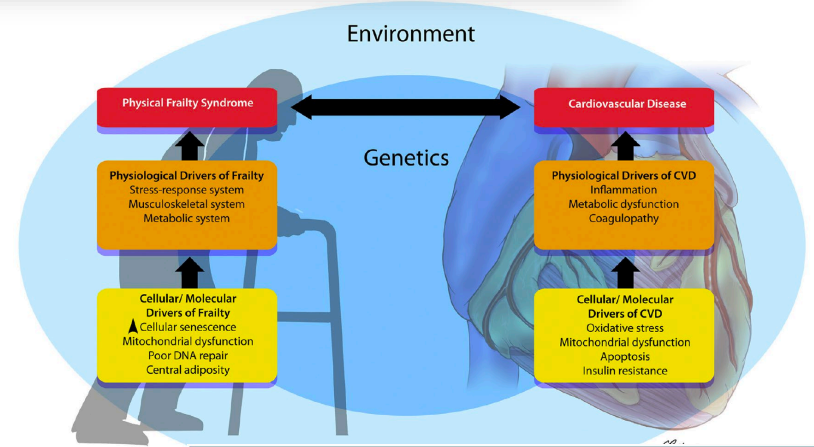 Environment
Physical Frailty Syndrome
Cardiovascular Disease
Genetics
Physiological Drivers of Frailty
Stress-response system
Musculoskeletal system
Metabolic system
Physiological Drivers of CVD
Inflammation
Metabolic dysfunction
Coagulopathy
Cellular/ Molecular
Drivers of Frailty
Cellular senescence
Mitochondrial dysfunction
Poor DNA repair
Central adiposity
Cellular/ Molecular
Drivers of CVD
Oxidative stress
Mitochondrial dysfunction
Apoptosis
Insulin resistance